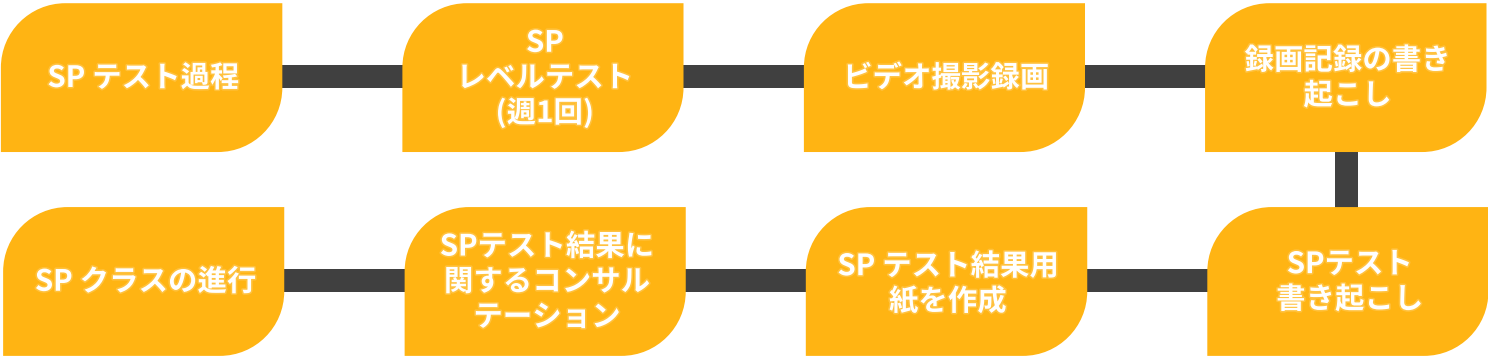 SP テスト過程
SP
レベルテスト
(週1回)
ビデオ撮影録画
録画記録の書き
起こし
SPテスト
書き起こし
SP テスト結果用
紙を作成
SPテスト結果に
関するコンサル
テーション
SP クラスの進行